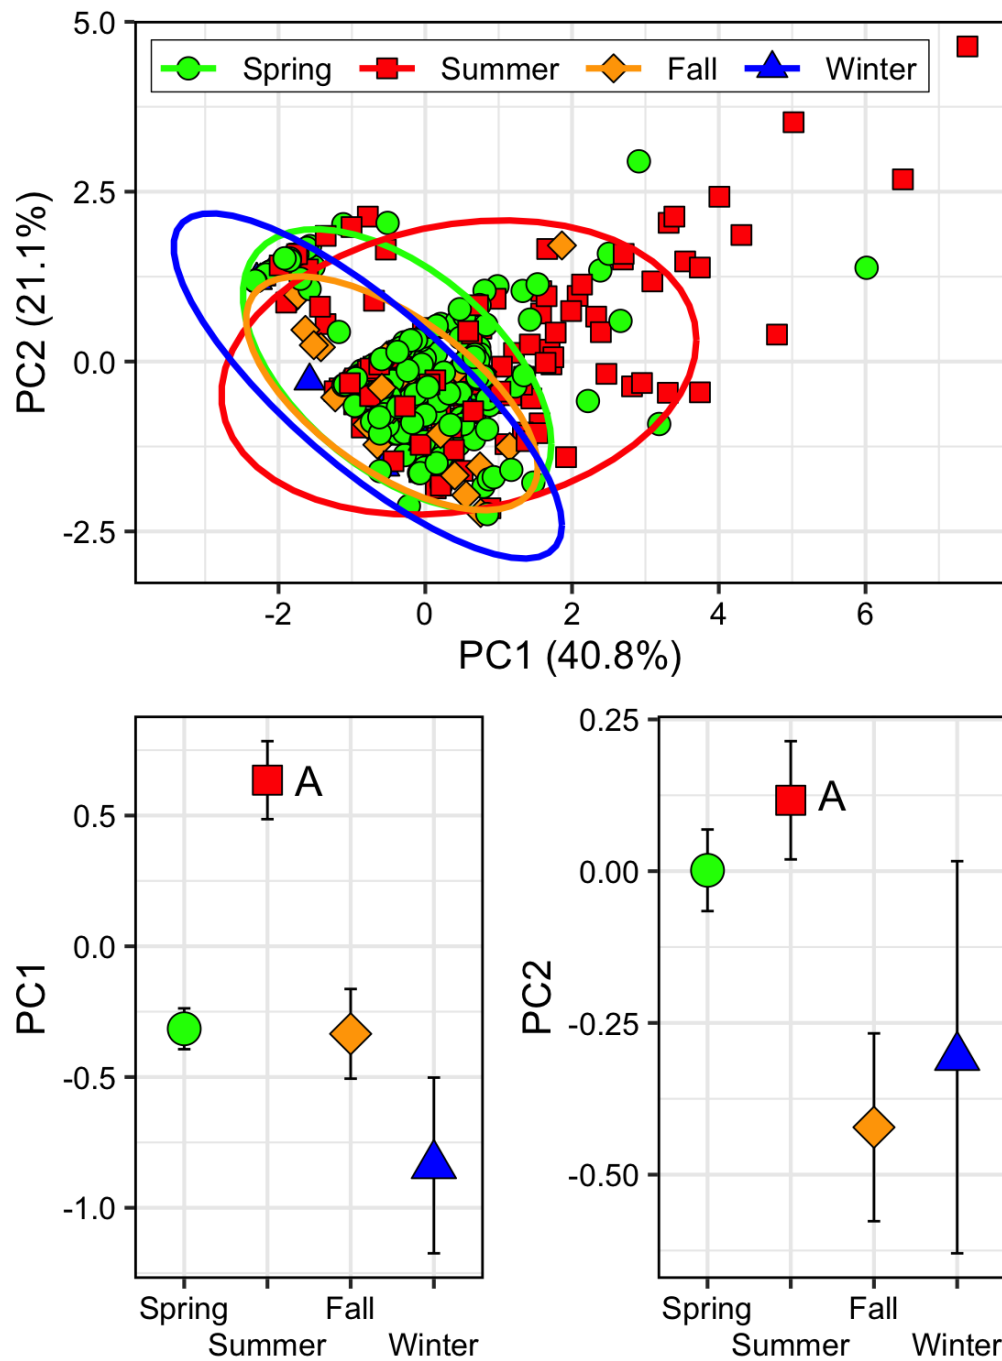 5.0
Spring Summer Fall Winter
2.5
0.0
-2.5
PC2 (21.1%)
-2 0 2 4 6
PC1 (40.8%)
0.5
0.0
-0.5
-1.0
PC1
A
Spring Fall
Summer Winter
0.25
0.00
-0.25
-0.50
PC2
A
Spring Fall
Summer Winter